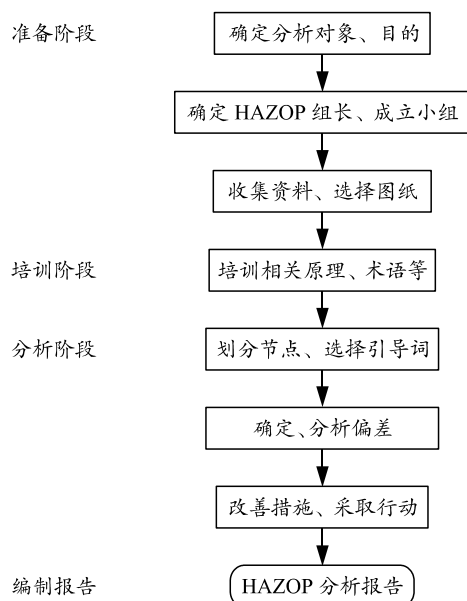 准备阶段
确定分析对象、目的
确定 HAZOP 组长、成立小组
收集资料、选择图纸
培训阶段
培训相关原理、术语等
分析阶段
划分节点、选择引导词
确定、分析偏差
改善措施、采取行动
编制报告
HAZOP 分析报告